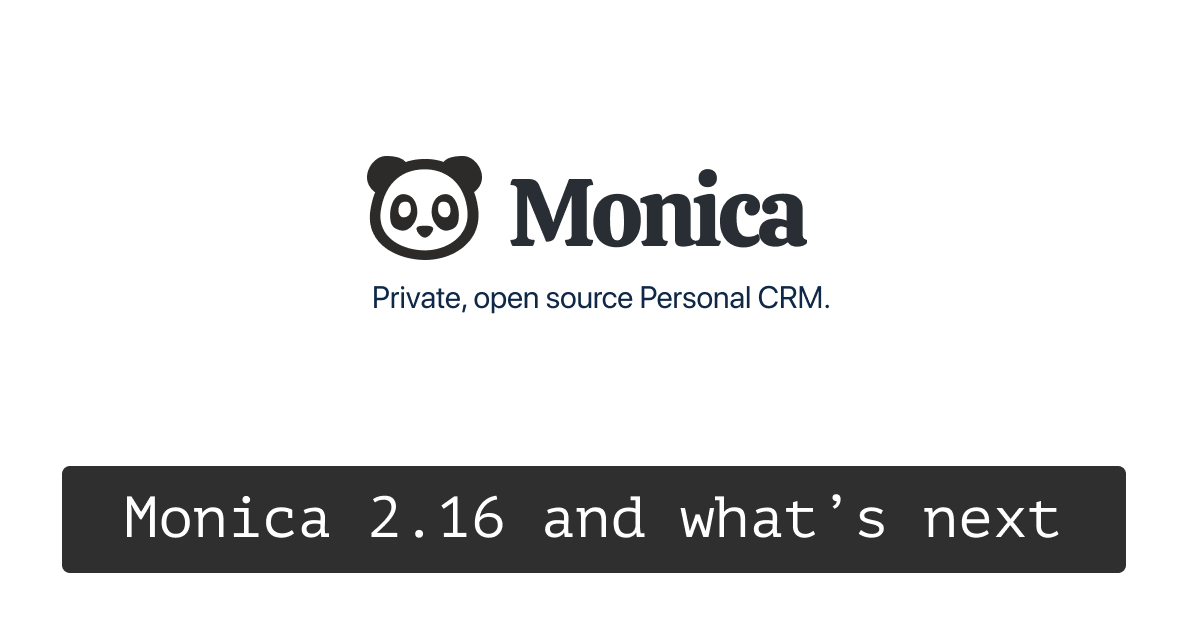 Monica
Private, open source Personal CRM.
Monica 2.16 and what’s next